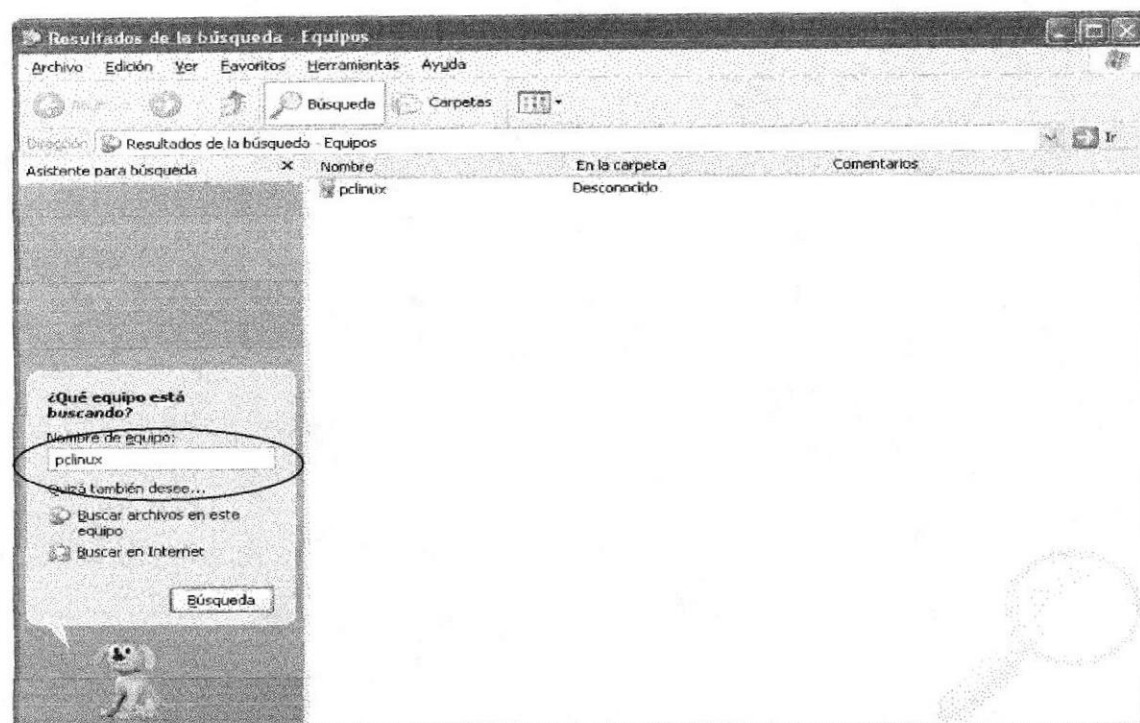 Resultados de la búsqueda - Equipos
Archivo Edición Ver Favoritos Herramientas Ayuda
Búsqueda Carpetas
Dirección Resultados de la búsqueda - Equipos Ir
Asistente para búsqueda Nombre En la carpeta Comentarios
pclinux Desconocido
¿Qué equipo está
buscando?
Nombre de equipo:
pclinux
Quizá también desee...
Buscar archivos en este
equipo
Buscar en Internet
Búsqueda